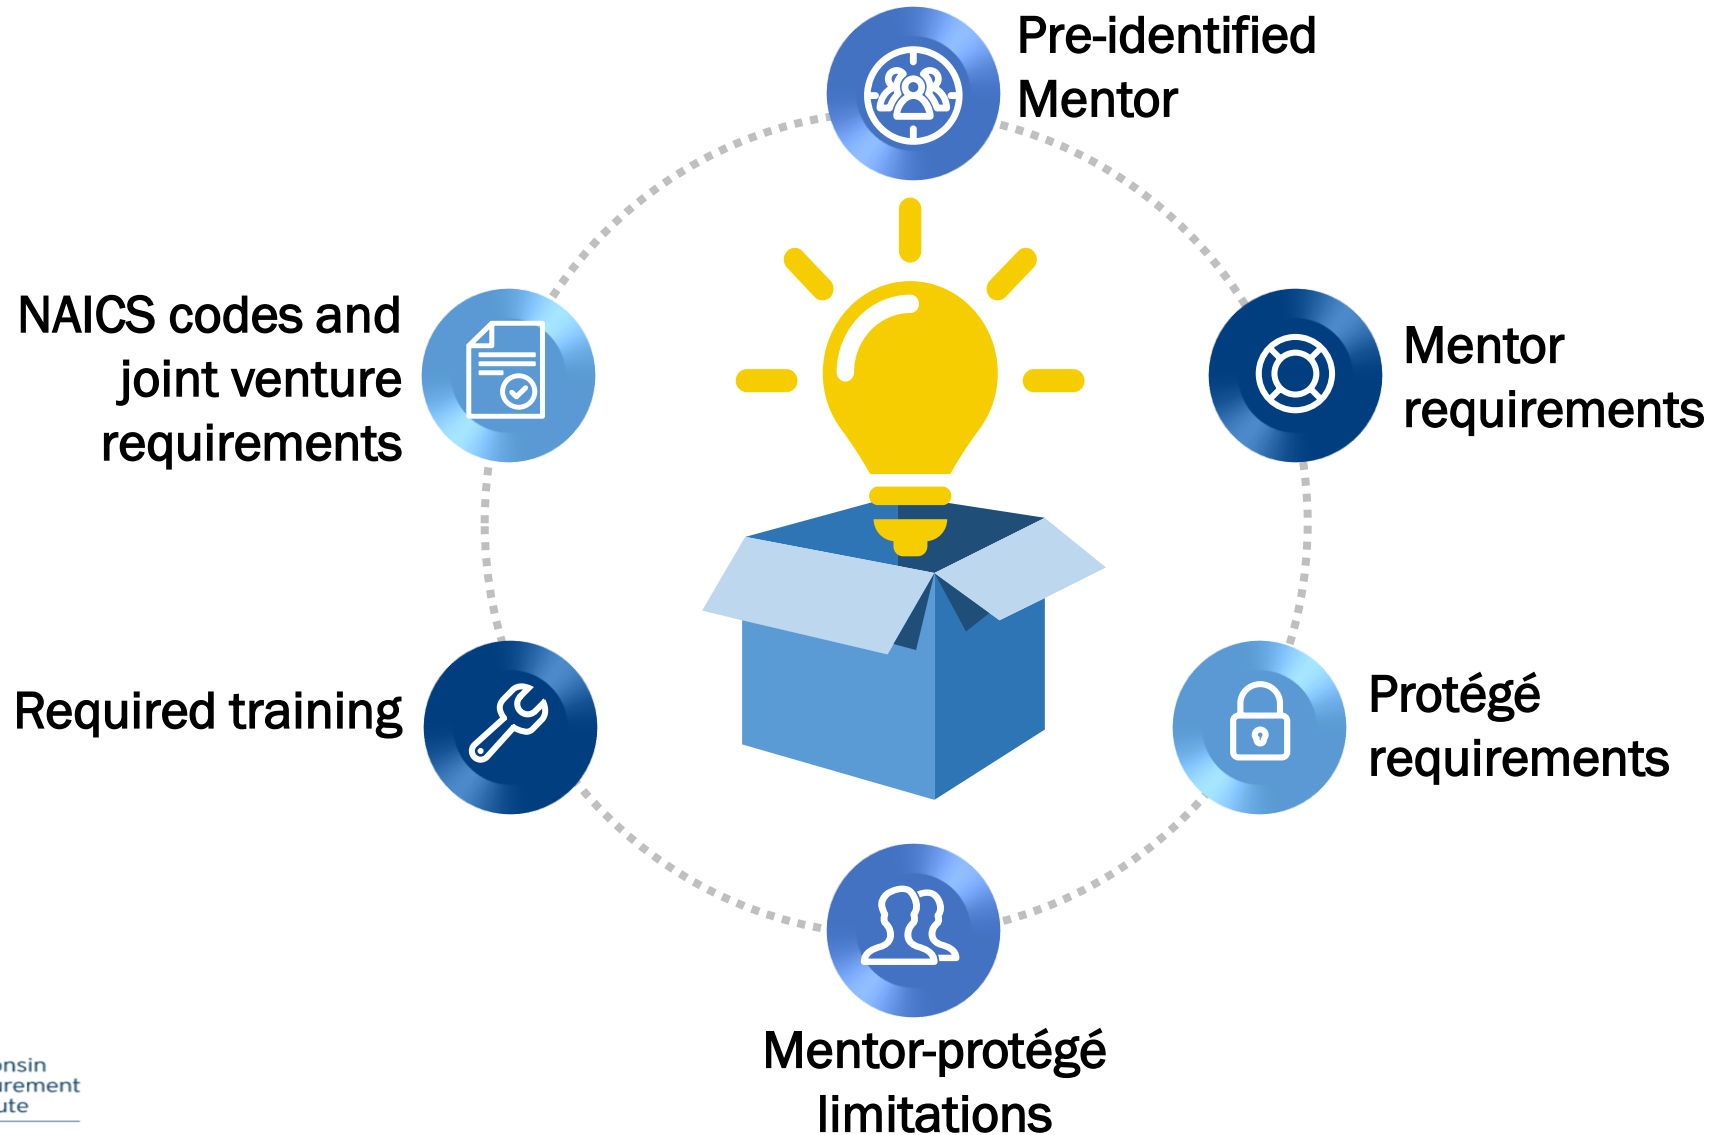 Pre-identified
Mentor
Mentor
requirements
Protégé
requirements
Mentor-protégé
limitations
Required training
NAICS codes and
joint venture
requirements